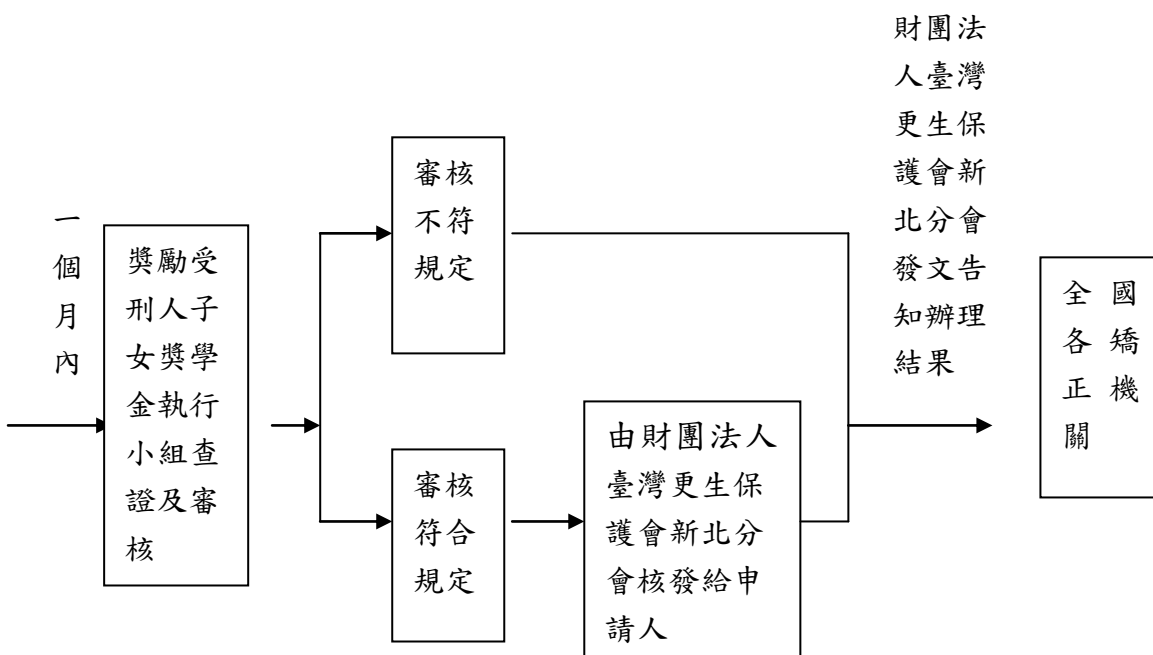 一
個
月
內
獎勵受
刑人子
女獎學
金執行
小組查
證及審
核
審核
不符
規定
審核
符合
規定
由財團法人
臺灣更生保
護會新北分
會核發給申
請人
財團法
人臺灣
更生保
護會新
北分會
發文告
知辦理
結果
全國
各矯
正機
關